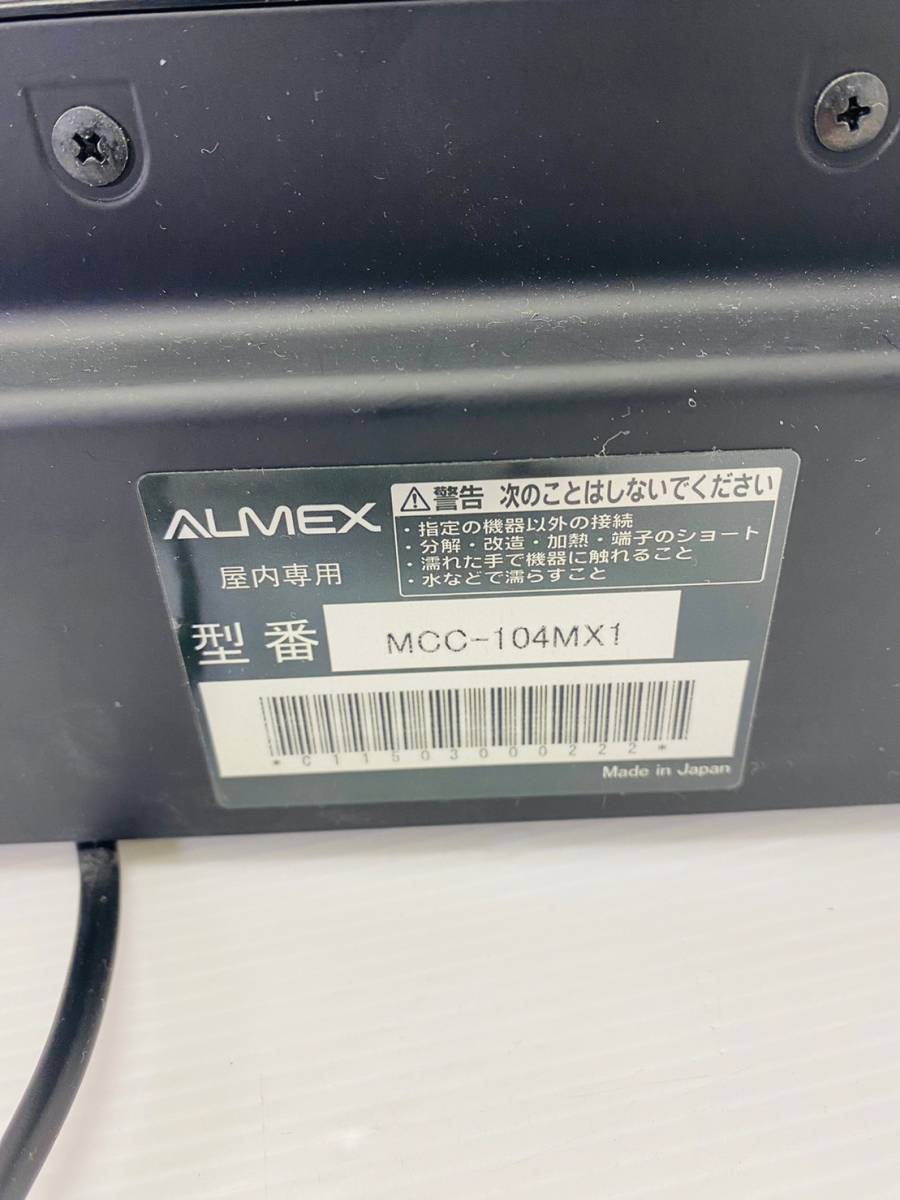 ALMEX
屋内専用
⚠警告 次のことはしないでください
・指定の機器以外の接続
・分解・改造・加熱・端子のショート
・濡れた手で機器に触れること
・水などで濡らすこと
型番 MCC-104MX1
*C11503000222*
Made in Japan